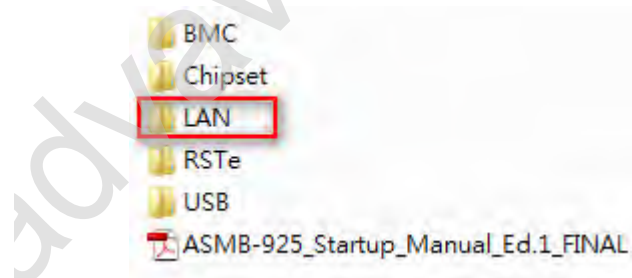 BMC
Chipset
LAN
RSTe
USB
ASMB-925_Startup_Manual_Ed.1_FINAL